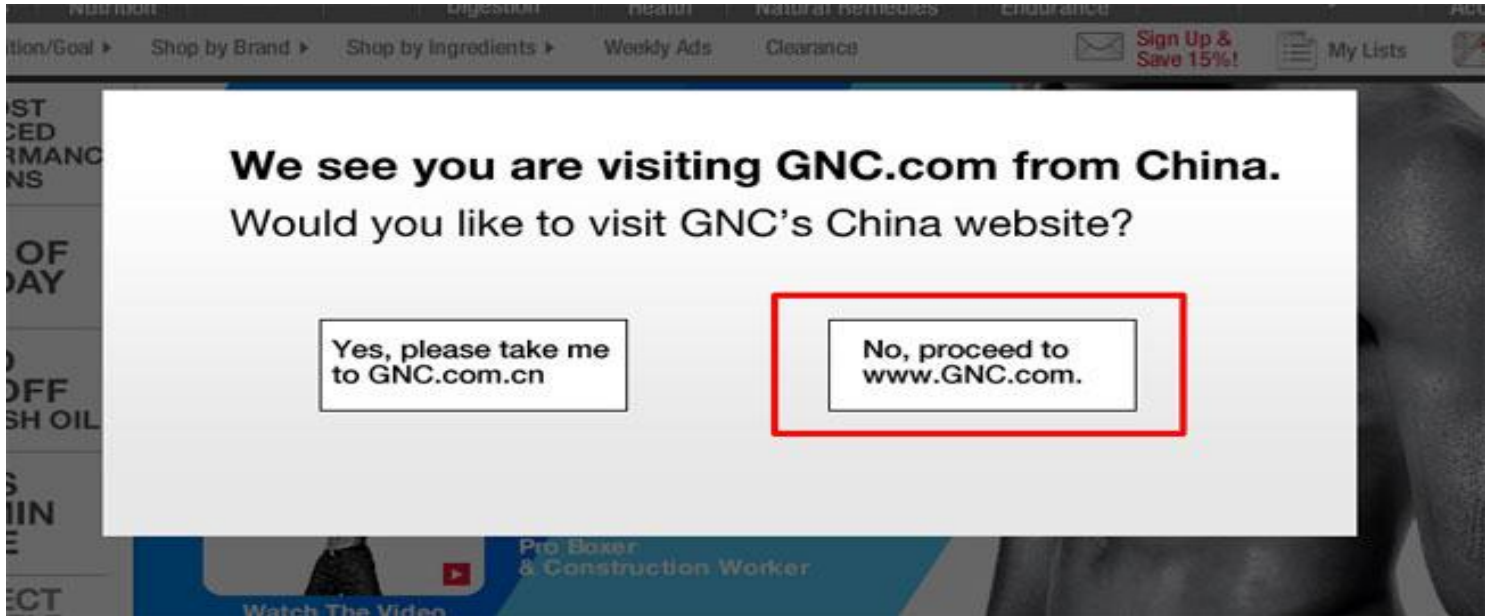 Nutrition
Digestion
Health
Natural Remedies
Endurance
ition/Goal ▸
Shop by Brand ▸
Shop by Ingredients ▸
Weekly Ads
Clearance
Sign Up &
Save 15%!
My Lists
We see you are visiting GNC.com from China.
Would you like to visit GNC's China website?
Yes, please take me
to GNC.com.cn
No, proceed to
www.GNC.com.
OF
OFF
SH OIL
Pro Boxer
& Construction Worker
Watch The Video